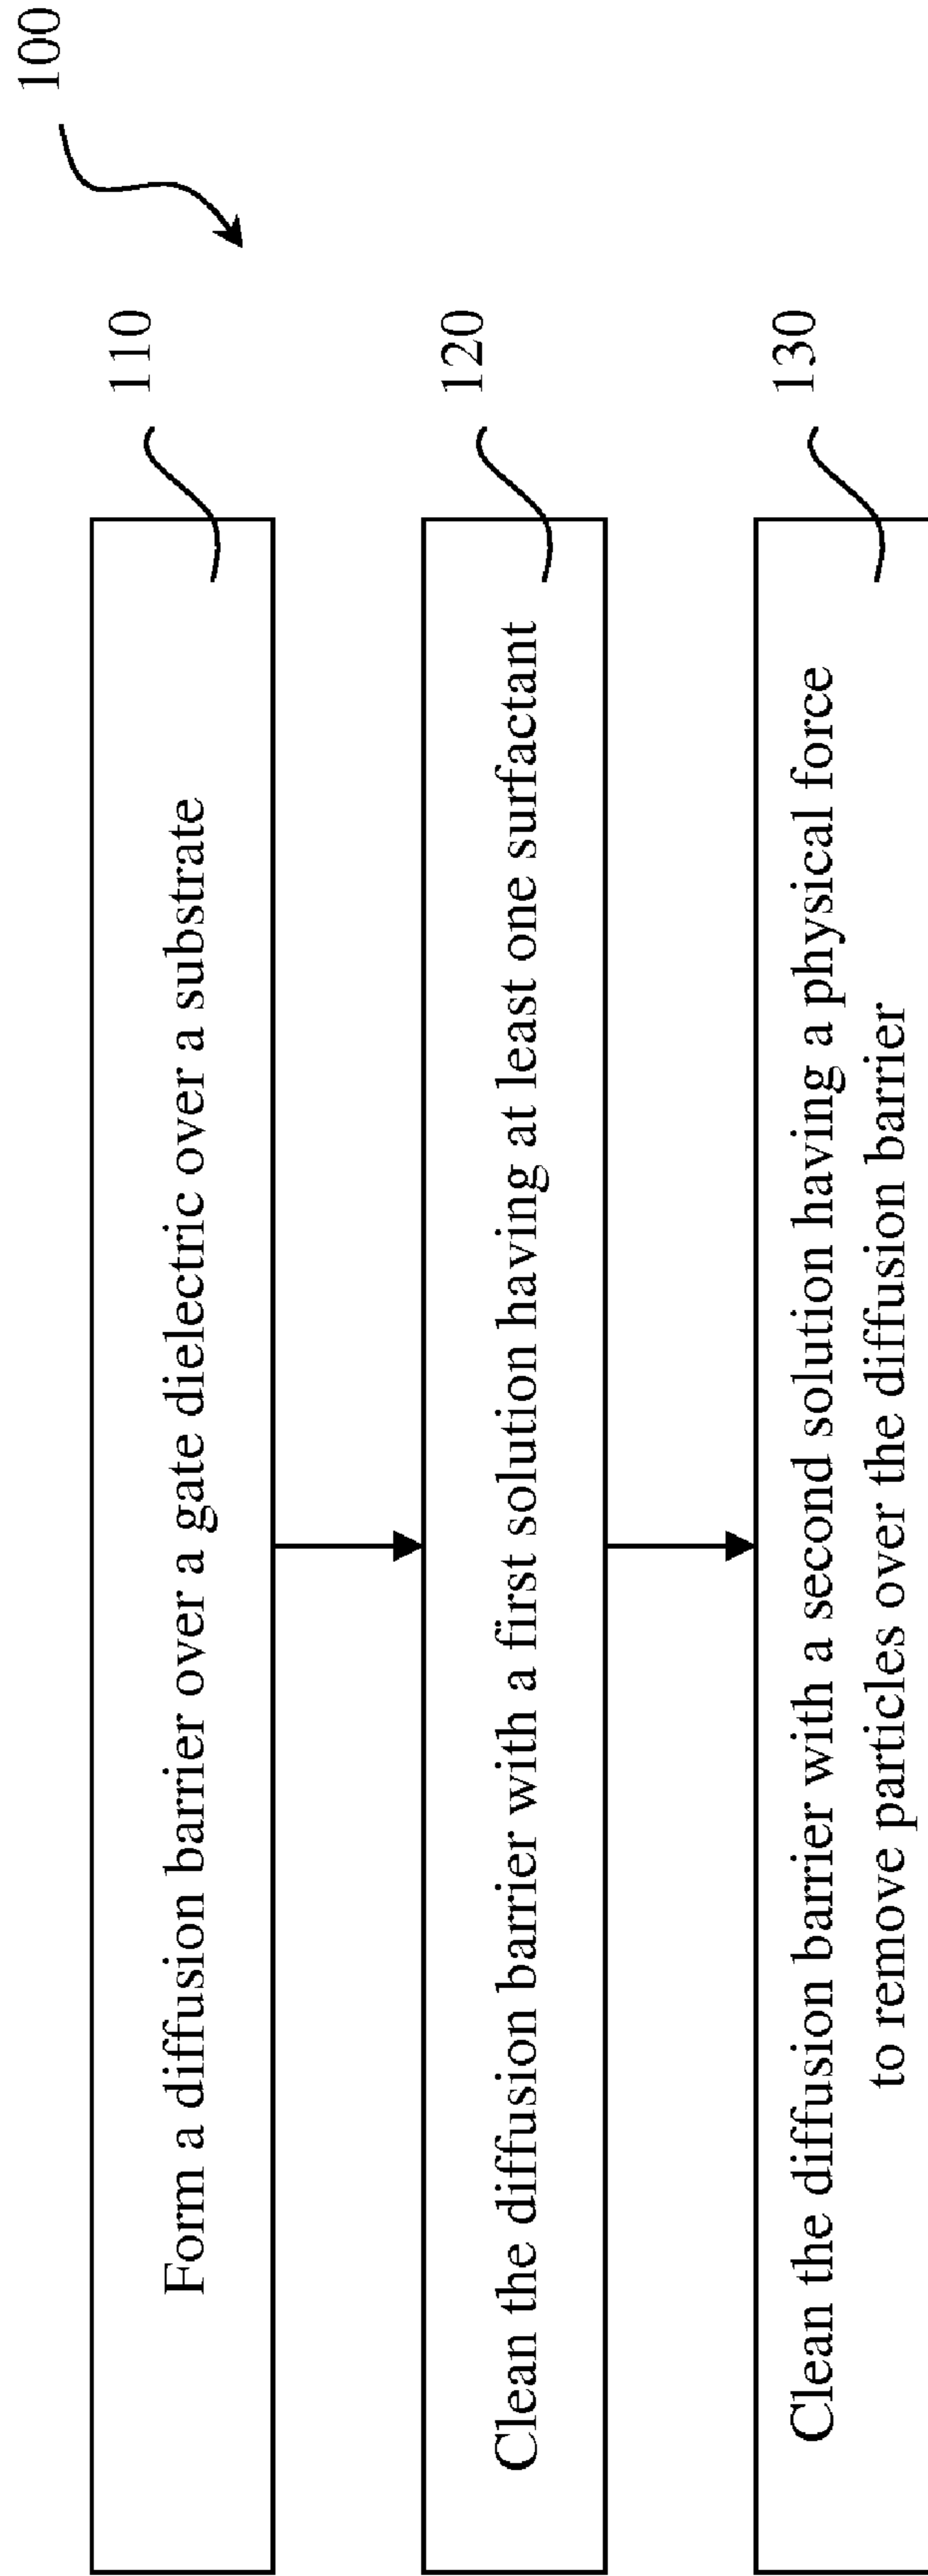 100
110
Form a diffusion barrier over a gate dielectric over a substrate
120
Clean the diffusion barrier with a first solution having at least one surfactant
130
Clean the diffusion barrier with a second solution having a physical force
to remove particles over the diffusion barrier